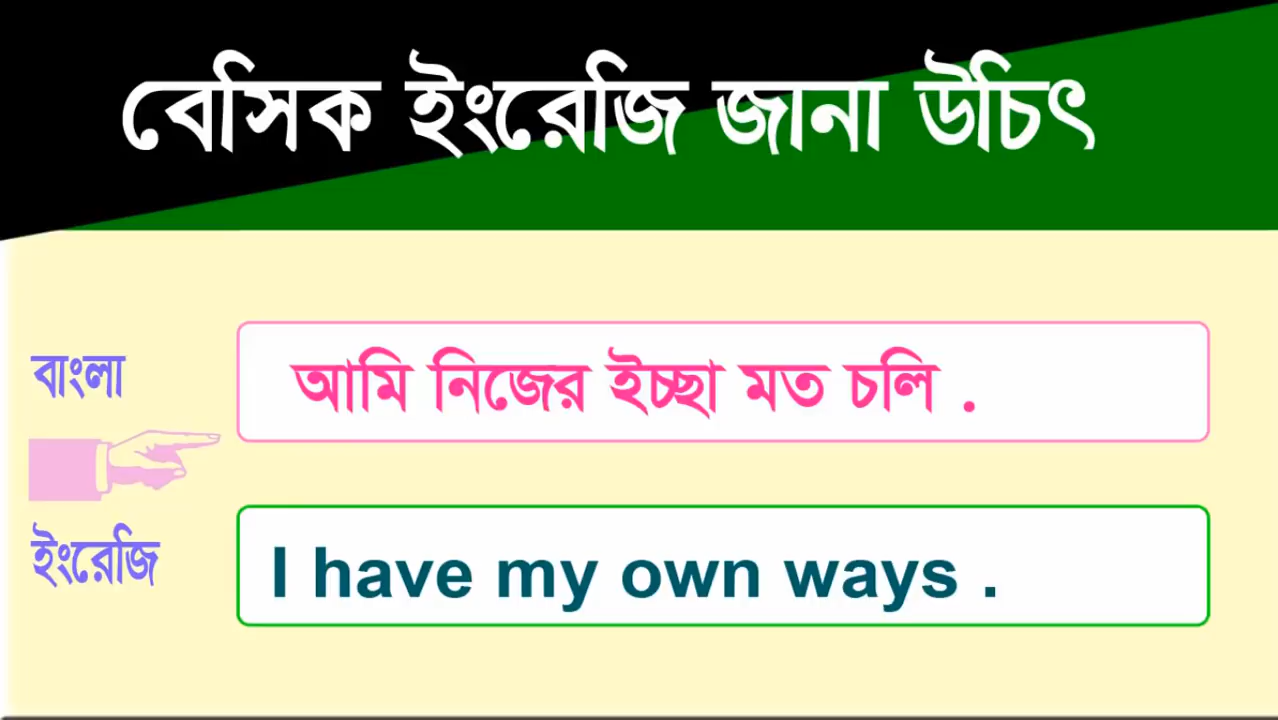 বেসিক ইংরেজি জানা উচিৎ
বাংলা
আমি নিজের ইচ্ছা মত চলি .
ইংরেজি
I have my own ways .